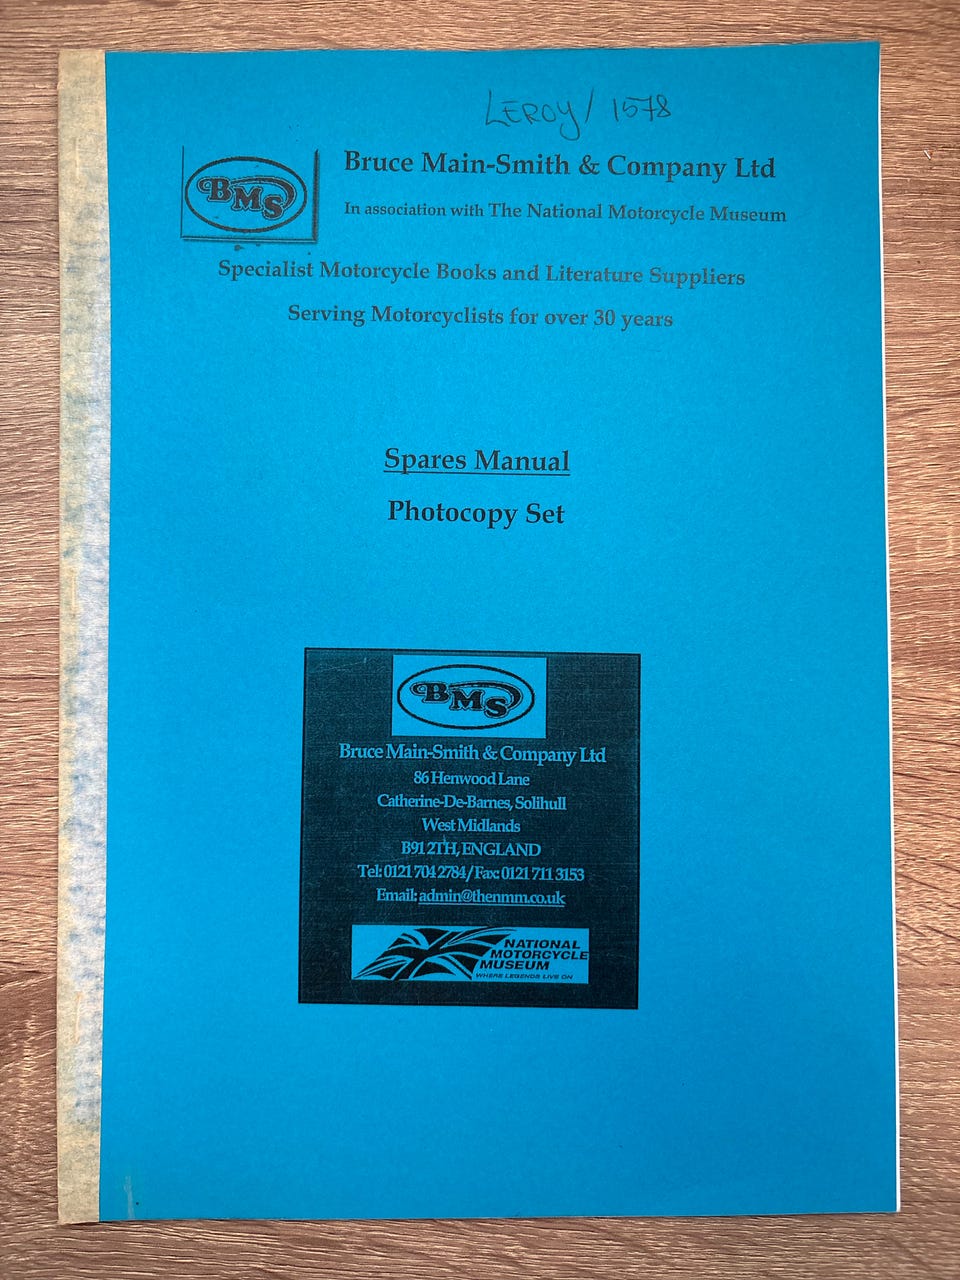 LEROY/ 1578
BMS
Bruce Main-Smith & Company Ltd
In association with The National Motorcycle Museum
Specialist Motorcycle Books and Literature Suppliers
Serving Motorcyclists for over 30 years
Spares Manual
Photocopy Set
BMS
Bruce Main-Smith & Company Ltd
86 Henwood Lane
Catherine-De-Barnes, Solihull
West Midlands
B91 2TH, ENGLAND
Tel: 0121 704 2784 / Fax: 0121 711 3153
Email: admin@thenmm.co.uk
NATIONAL
MOTORCYCLE
MUSEUM
WHERE LEGENDS LIVE ON